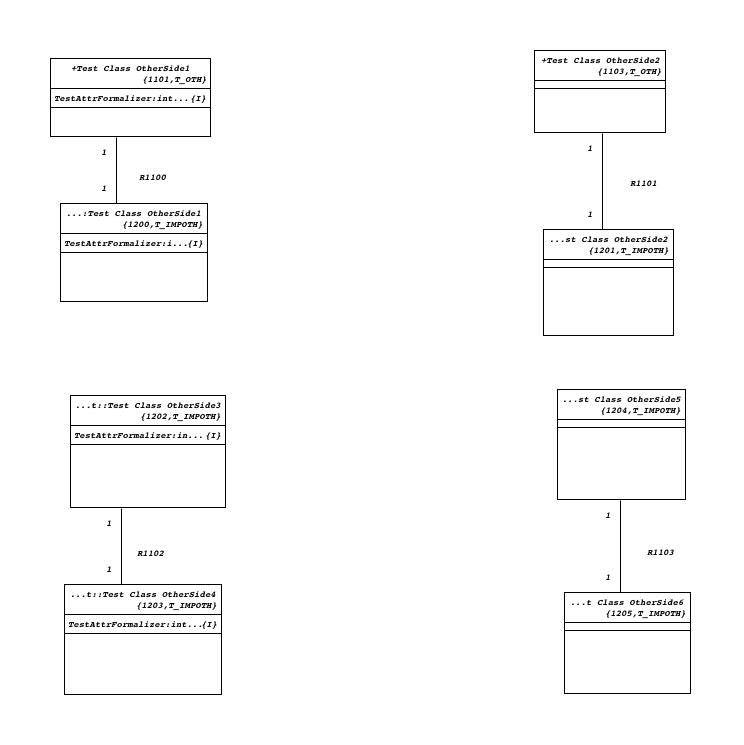 +Test Class OtherSide1
{1101,T_OTH}
TestAttrFormalizer:int...{I}
1
R1100
1
...:Test Class OtherSide1
{1200,T_IMPOTH}
TestAttrFormalizer:i...{I}
+Test Class OtherSide2
{1103,T_OTH}
1
R1101
1
...st Class OtherSide2
{1201,T_IMPOTH}
...t::Test Class OtherSide3
{1202,T_IMPOTH}
TestAttrFormalizer:in...{I}
1
R1102
1
...t::Test Class OtherSide4
{1203,T_IMPOTH}
TestAttrFormalizer:int...{I}
...st Class OtherSide5
{1204,T_IMPOTH}
1
R1103
1
...t Class OtherSide6
{1205,T_IMPOTH}